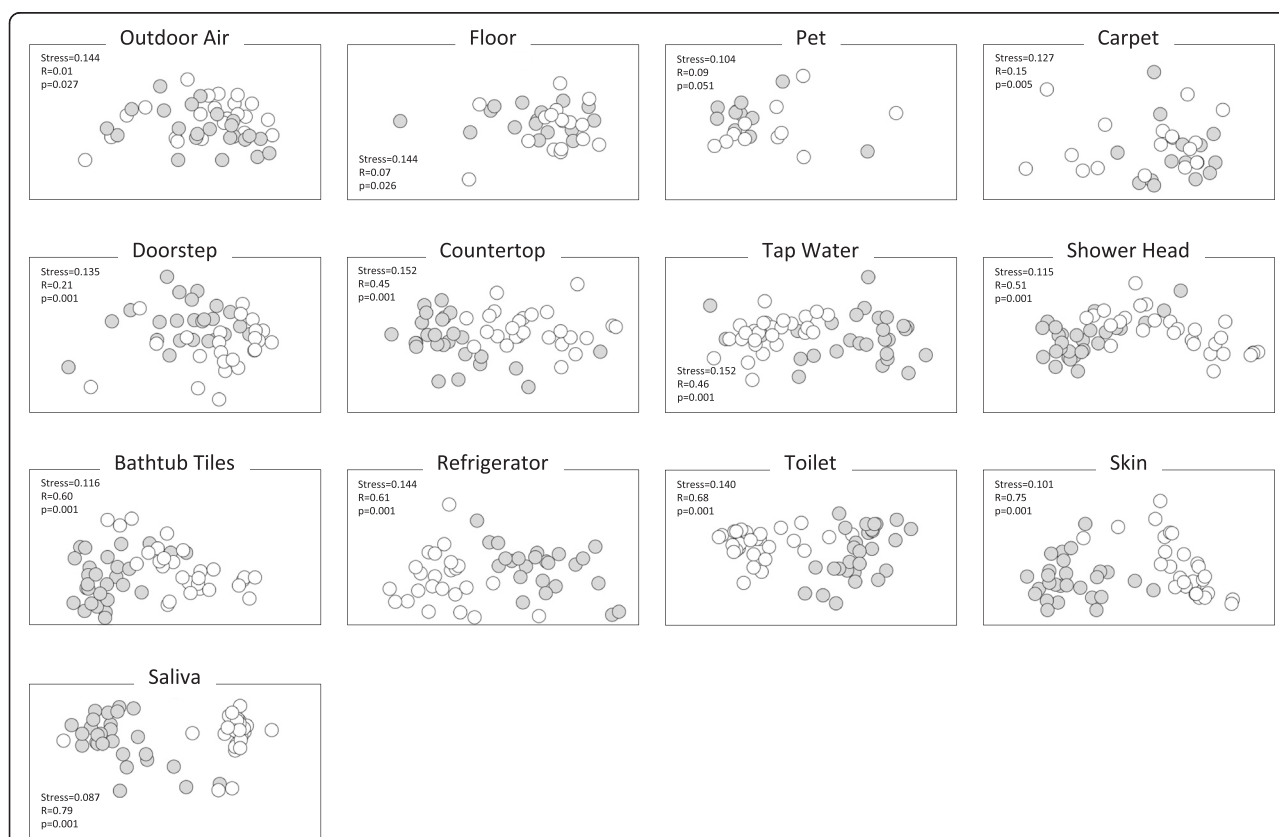 Outdoor Air
Stress=0.144
R=0.01
p=0.027
Floor
Stress=0.144
R=0.07
p=0.026
Pet
Stress=0.104
R=0.09
p=0.051
Carpet
Stress=0.127
R=0.15
p=0.005
Doorstep
Stress=0.135
R=0.21
p=0.001
Countertop
Stress=0.152
R=0.45
p=0.001
Tap Water
Stress=0.152
R=0.46
p=0.001
Shower Head
Stress=0.115
R=0.51
p=0.001
Bathtub Tiles
Stress=0.116
R=0.60
p=0.001
Refrigerator
Stress=0.144
R=0.61
p=0.001
Toilet
Stress=0.140
R=0.68
p=0.001
Skin
Stress=0.101
R=0.75
p=0.001
Saliva
Stress=0.087
R=0.79
p=0.001